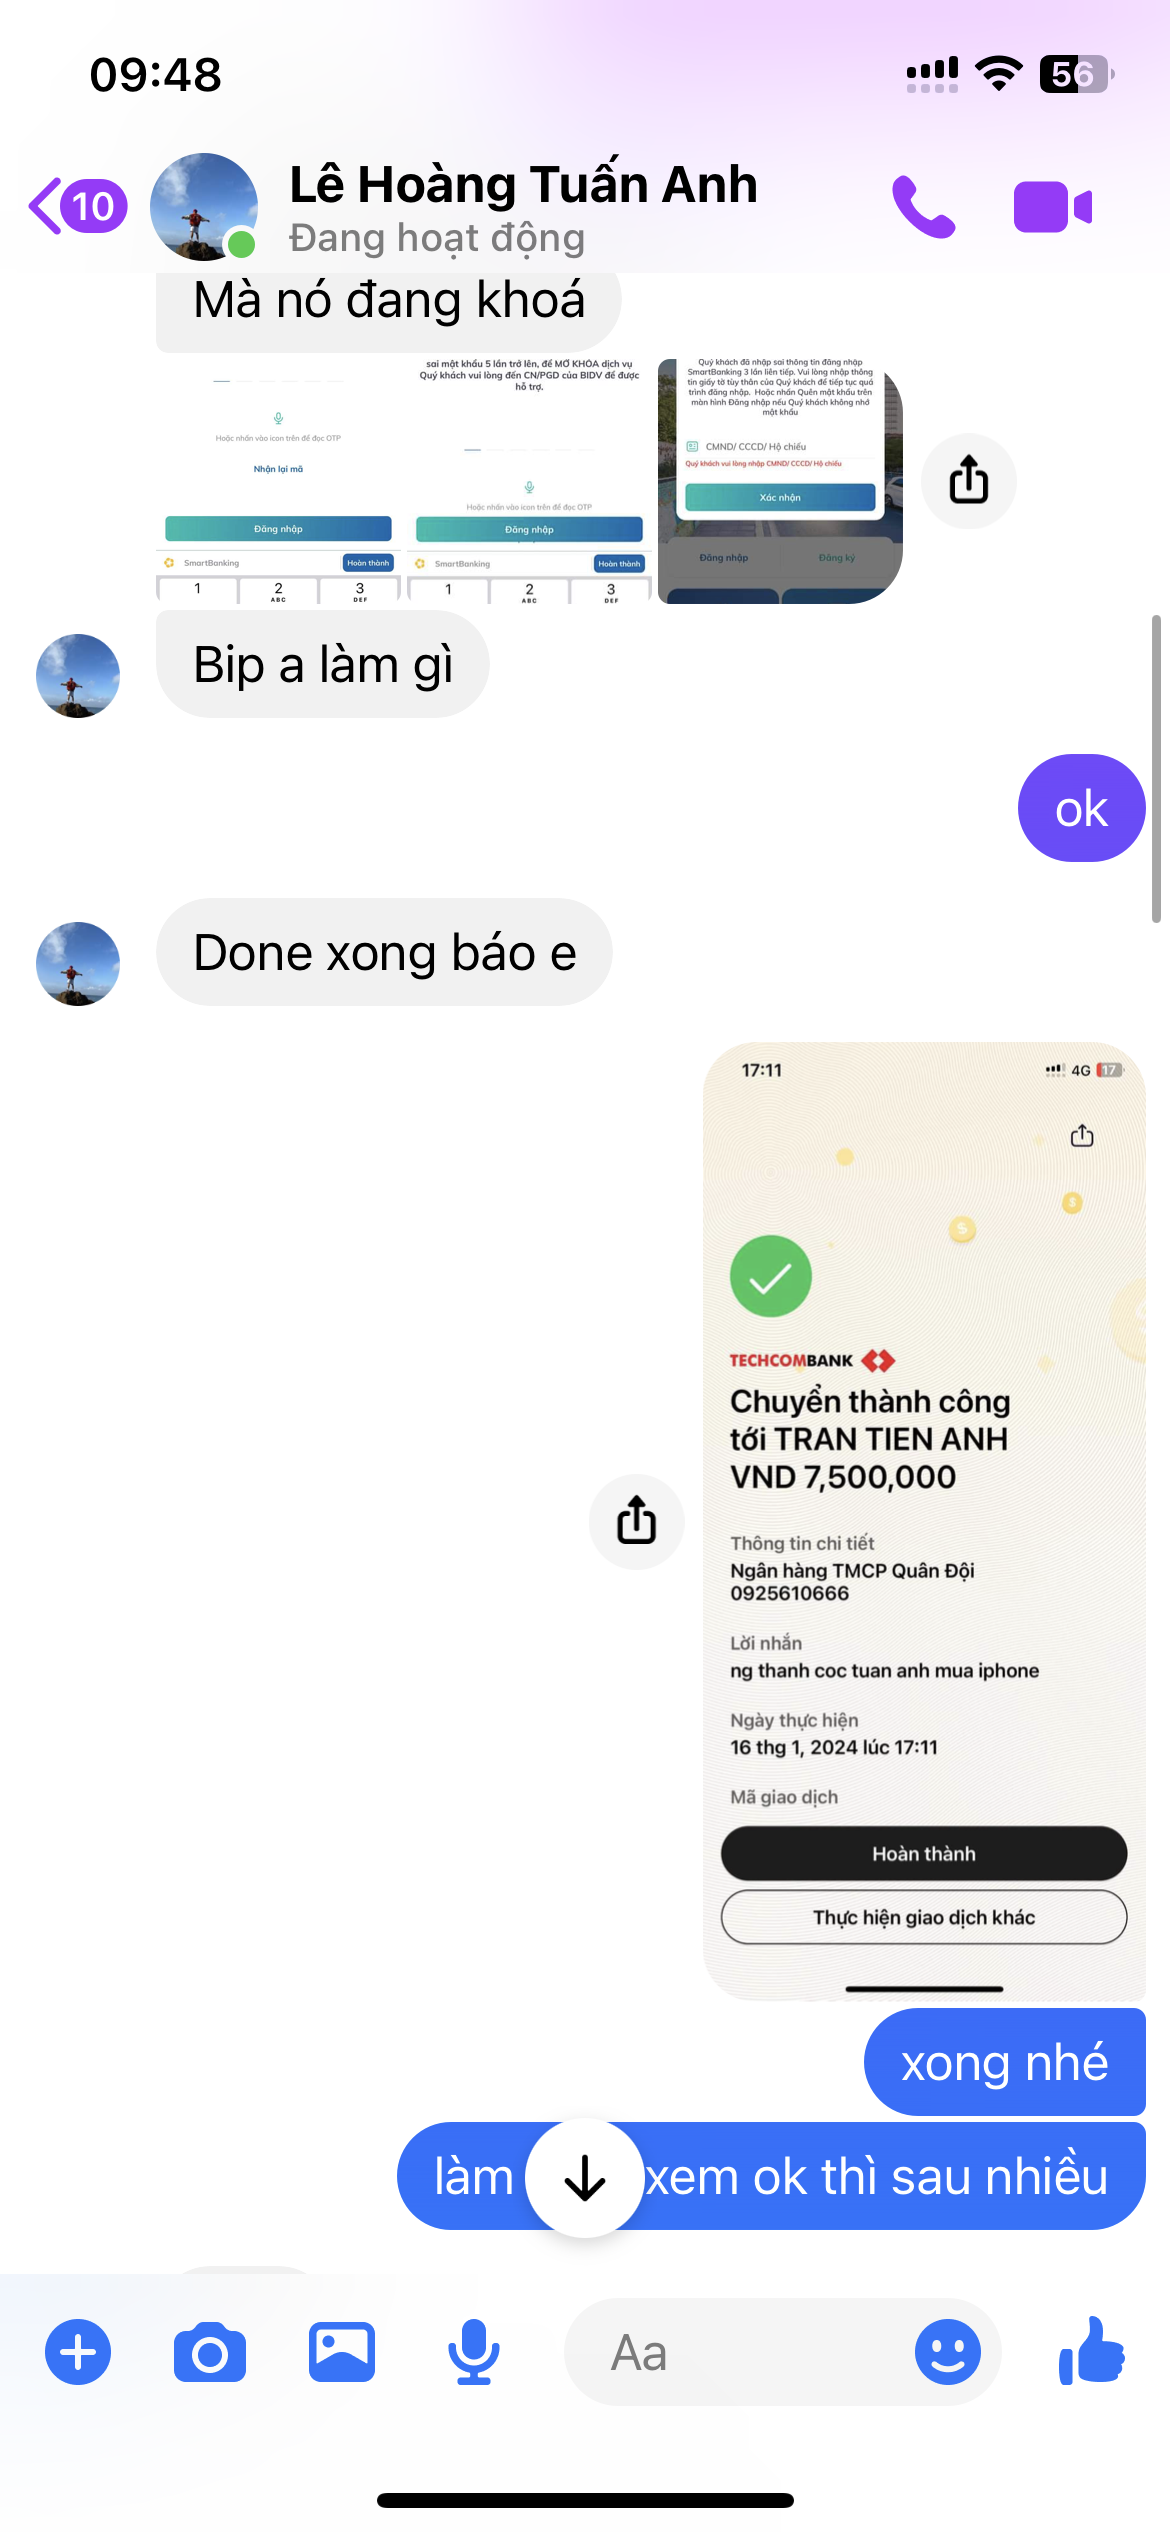 09:48
56
10
Lê Hoàng Tuấn Anh
Đang hoạt động
Mà nó đang khoá
Hoặc nhấn vào icon trên để đọc OTP
Nhận lại mã
Đăng nhập
SmartBanking
Hoàn thành
1
2
ABC
3
DEF
sai mật khẩu 5 lần trở lên, để MỞ KHÓA dịch vụ
Quý khách vui lòng đến CN/PGD của BIDV để được
hỗ trợ.
Hoặc nhấn vào icon trên để đọc OTP
Đăng nhập
SmartBanking
Hoàn thành
1
2
ABC
3
DEF
Quý khách đã nhập sai thông tin đăng nhập
SmartBanking 3 lần liên tiếp. Vui lòng nhập thông
tin giấy tờ tùy thân của Quý khách để tiếp tục quá
trình đăng nhập. Hoặc nhấn Quên mật khẩu trên
màn hình Đăng nhập nếu Quý khách không nhớ
mật khẩu
CMND/ CCCD/ Hộ chiếu
Quý khách vui lòng nhập CMND/ CCCD/ Hộ chiếu
Xác nhận
Đăng nhập
Đăng ký
Bip a làm gì
ok
Done xong báo e
17:11
4G
17
TECHCOMBANK
Chuyển thành công
tới TRAN TIEN ANH
VND 7,500,000
Thông tin chi tiết
Ngân hàng TMCP Quân Đội
0925610666
Lời nhắn
ng thanh coc tuan anh mua iphone
Ngày thực hiện
16 thg 1, 2024 lúc 17:11
Mã giao dịch
Hoàn thành
Thực hiện giao dịch khác
xong nhé
làm xem ok thì sau nhiều
Aa